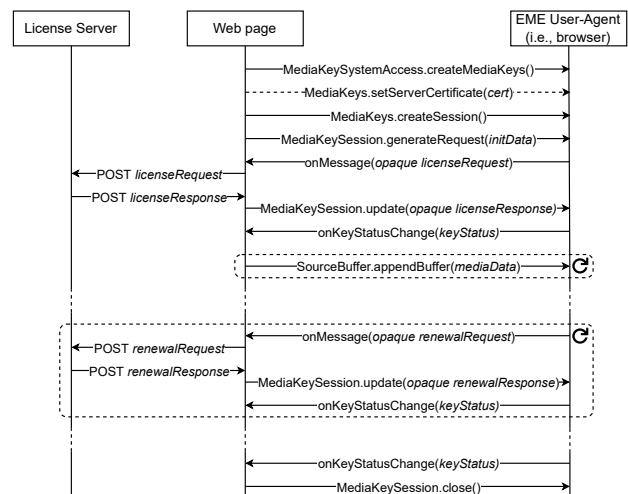 License Server
Web page
EME User-Agent
(i.e., browser)
MediaKeySystemAccess.createMediaKeys()
MediaKeys.setServerCertificate(cert)
MediaKeys.createSession()
MediaKeySession.generateRequest(initData)
onMessage(opaque licenseRequest)
POST licenseRequest
POST licenseResponse
MediaKeySession.update(opaque licenseResponse)
onKeyStatusChange(keyStatus)
SourceBuffer.appendBuffer(mediaData)
onMessage(opaque renewalRequest)
POST renewalRequest
POST renewalResponse
MediaKeySession.update(opaque renewalResponse)
onKeyStatusChange(keyStatus)
onKeyStatusChange(keyStatus)
MediaKeySession.close()